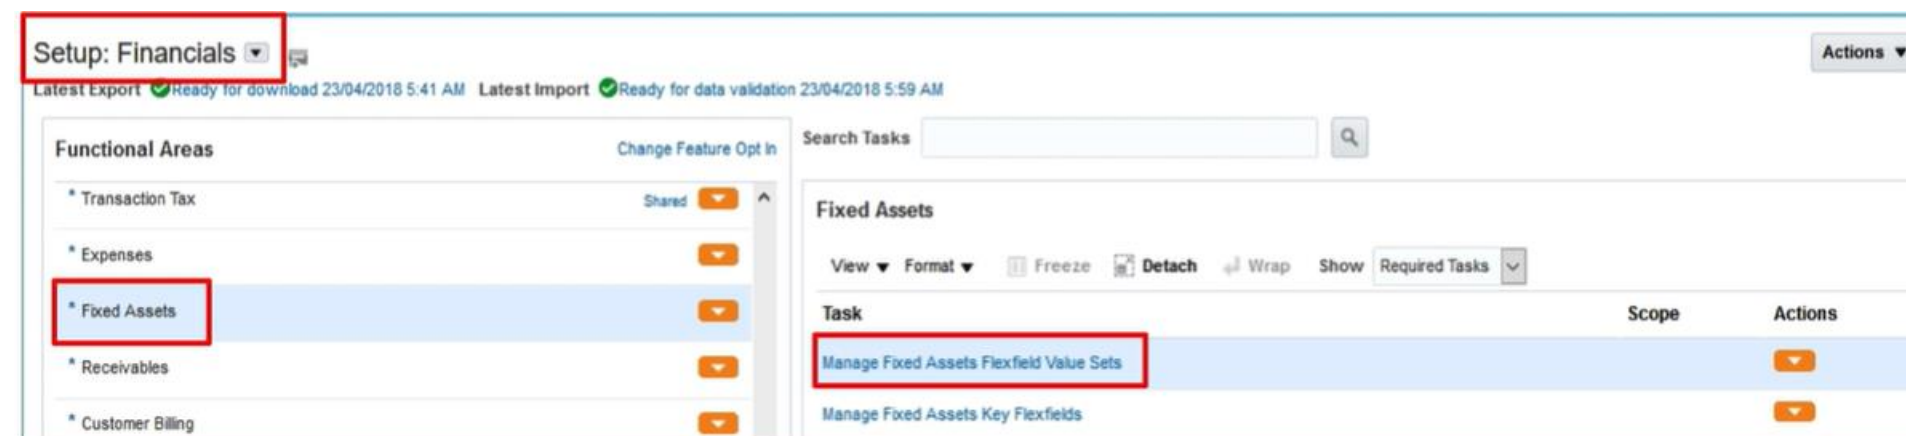 Setup: Financials
Actions
Latest Export Ready for download 23/04/2018 5:41 AM Latest Import Ready for data validation 23/04/2018 5:59 AM
Functional Areas
Change Feature Opt In
* Transaction Tax
Shared
* Expenses
* Fixed Assets
* Receivables
* Customer Billing
Search Tasks
Fixed Assets
View Format Freeze Detach Wrap Show Required Tasks
Task Scope Actions
Manage Fixed Assets Flexfield Value Sets
Manage Fixed Assets Key Flexfields